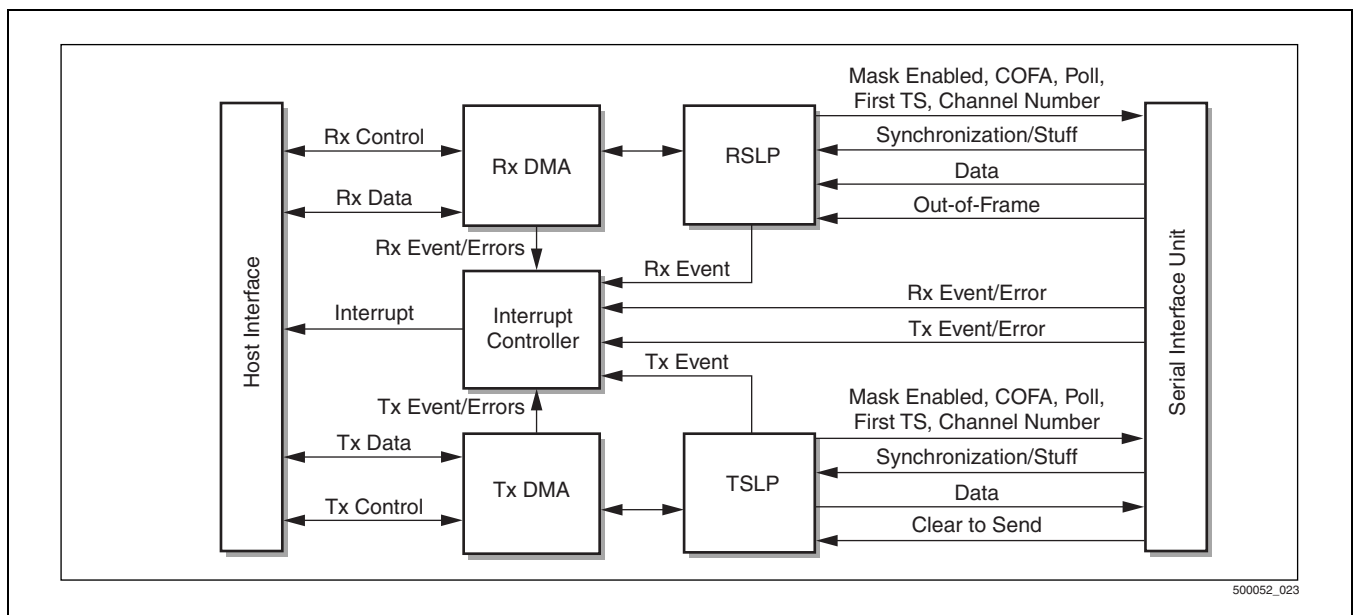 Mask Enabled, COFA, Poll,
First TS, Channel Number
Rx Control
Rx DMA
RSLP
Synchronization/Stuff
Data
Rx Data
Out-of-Frame
Rx Event/Errors
Rx Event
Host Interface
Interrupt
Interrupt
Controller
Rx Event/Error
Tx Event/Error
Serial Interface Unit
Tx Event
Tx Event/Errors
Mask Enabled, COFA, Poll,
First TS, Channel Number
Tx Data
Tx DMA
TSLP
Synchronization/Stuff
Data
Tx Control
Clear to Send
500052_023